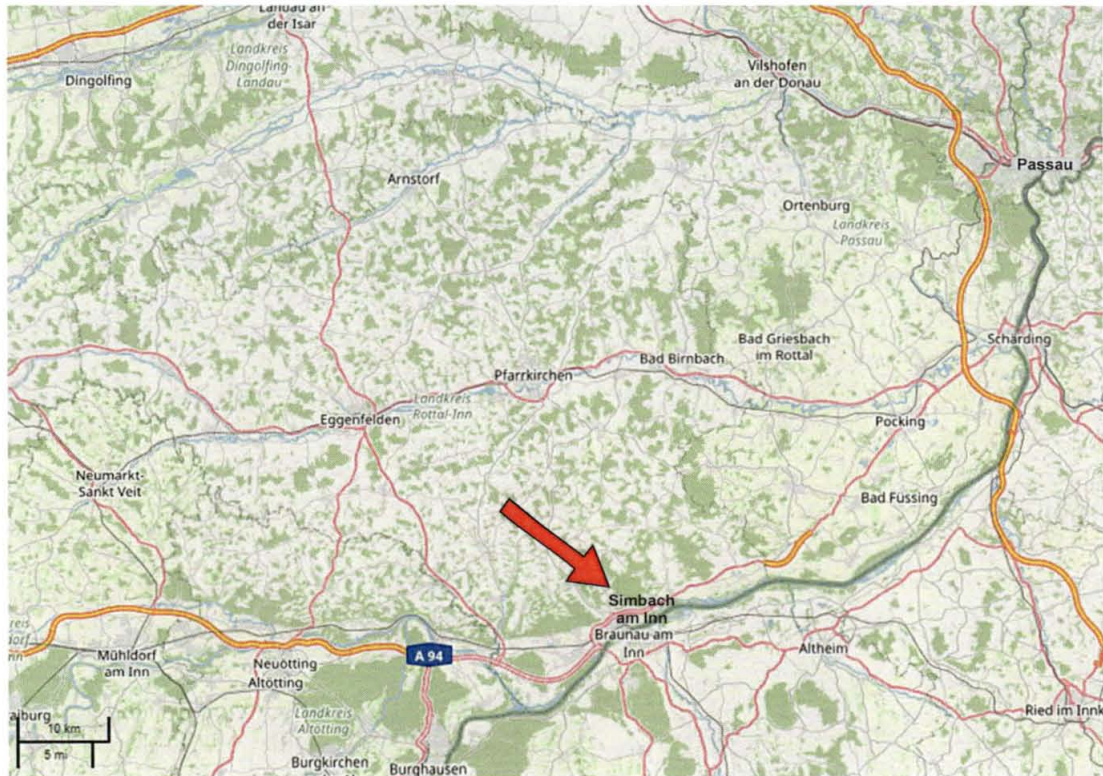 Landau an
der Isar
Landkreis
Dingolfing-
Landau
Dingolfing
Vilshofen
an der Donau
Passau
Arnstorf
Ortenburg
Landkreis
Passau
Schärding
Bad Griesbach
im Rottal
Bad Birnbach
Pfarrkirchen
Landkreis
Rottal-Inn
Eggenfelden
Pocking
Neumarkt-
Sankt Veit
Bad Füssing
Simbach
am Inn
Braunau am
Inn
Altheim
Mühldorf
am Inn
Neuötting
Altötting
A 94
Landkreis
Altötting
Ried im Innk
10 km
5 mi
Burgkirchen
Burghausen